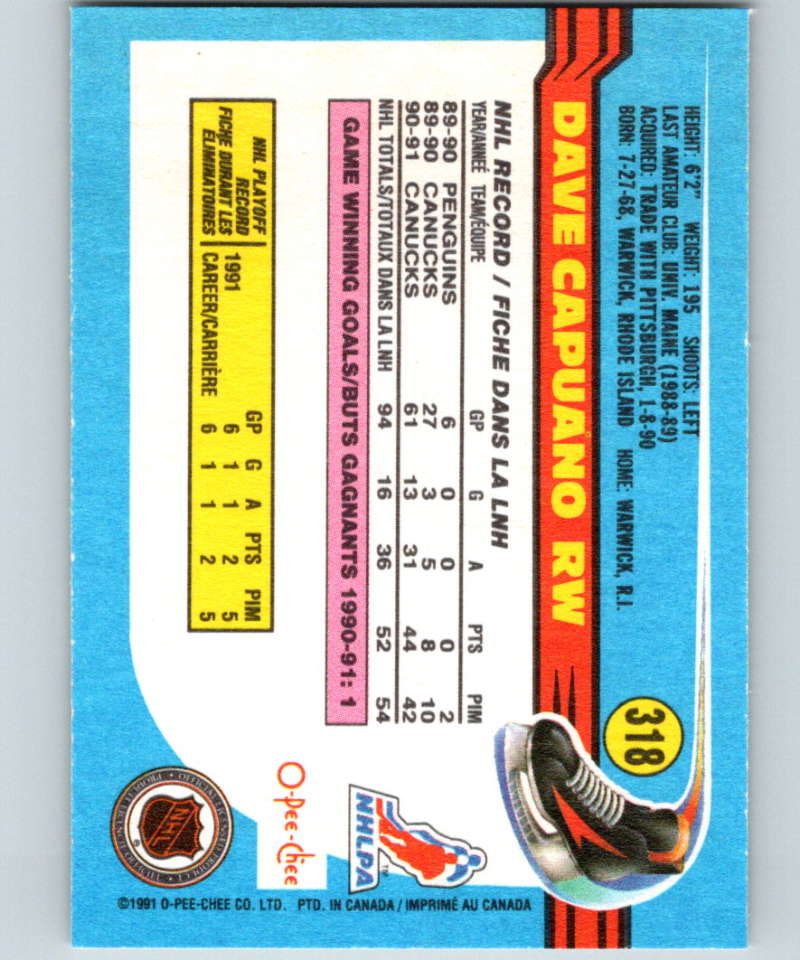 HEIGHT: 6'2" WEIGHT: 195 SHOOTS: LEFT
LAST AMATEUR CLUB: UNIV. MAINE (1988-89)
ACQUIRED: TRADE WITH PITTSBURGH, 1-8-90
BORN: 7-27-68, WARWICK, RHODE ISLAND HOME: WARWICK, R.I.
318
DAVE CAPUANO RW
NHL RECORD / FICHE DANS LA LNH
YEAR/ANNEÉ TEAM/ÉQUIPE GP G A PTS PIM
89-90 PENGUINS 6 0 0 0 2
89-90 CANUCKS 27 3 5 8 10
90-91 CANUCKS 61 13 31 44 42
NHL TOTALS/TOTAUX DANS LA LNH 94 16 36 52 54
GAME WINNING GOALS/BUTS GAGNANTS 1990-91: 1
NHL PLAYOFF
RECORD
FICHE DURANT LES
ÉLIMINATOIRES
GP G A PTS PIM
1991 6 1 1 2 5
CAREER/CARRIÈRE 6 1 1 2 5
NHLPA
TM
O-Pee-Chee
NHL
®
©1991 O-PEE-CHEE CO. LTD. PTD. IN CANADA / IMPRIMÉ AU CANADA